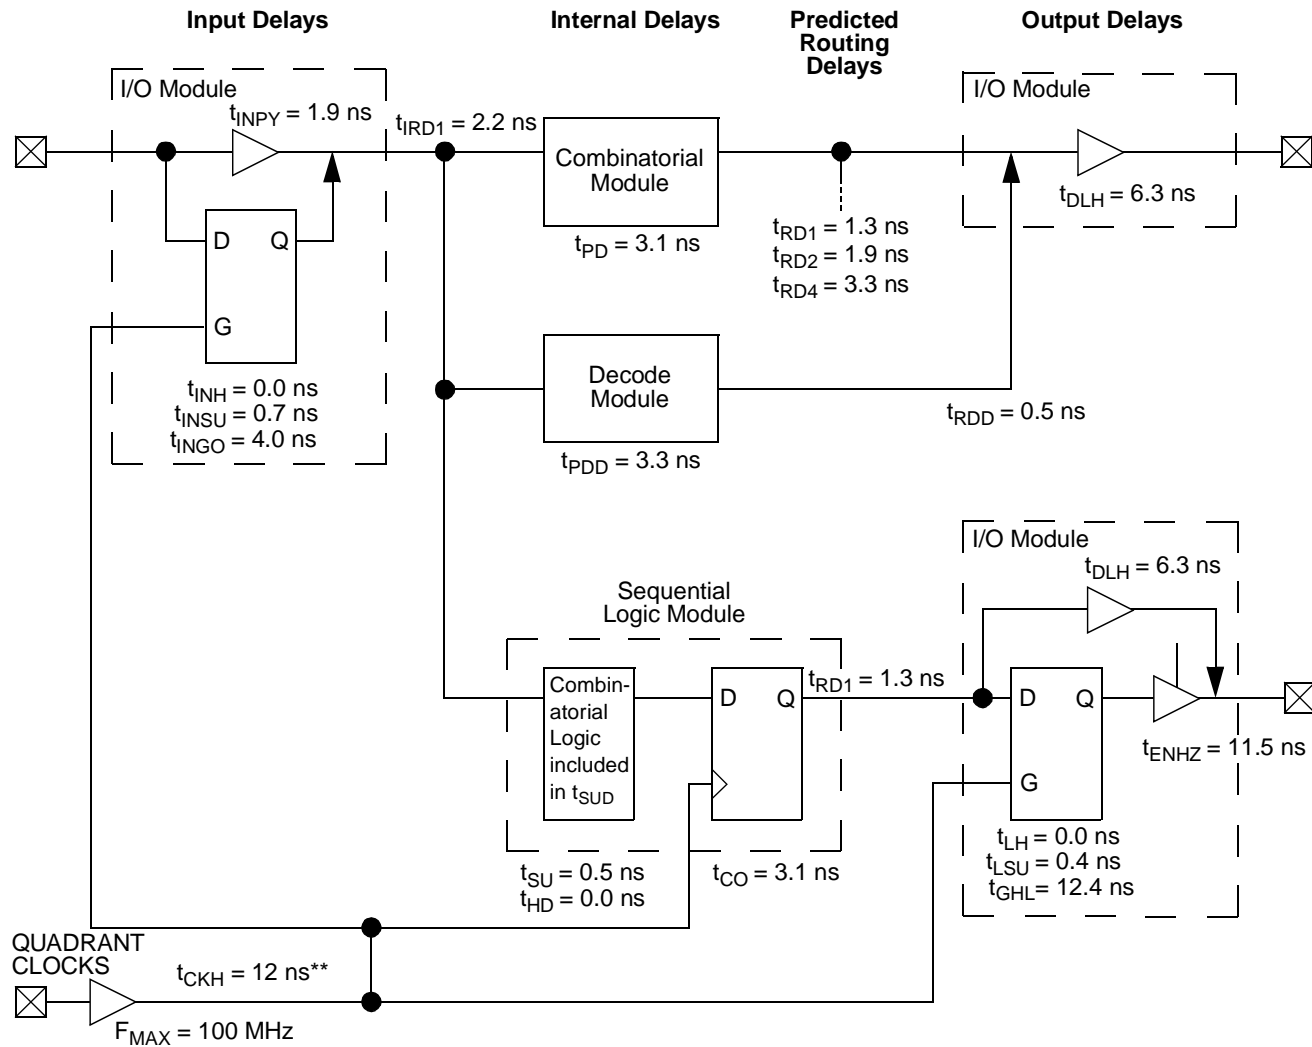 Input Delays
Internal Delays
Predicted
Routing
Delays
Output Delays
I/O Module
tINPY = 1.9 ns
tIRD1 = 2.2 ns
D Q
G
tINH = 0.0 ns
tINSU = 0.7 ns
tINGO = 4.0 ns
Combinatorial
Module
tPD = 3.1 ns
tRD1 = 1.3 ns
tRD2 = 1.9 ns
tRD4 = 3.3 ns
I/O Module
tDLH = 6.3 ns
Decode
Module
tPDD = 3.3 ns
tRDD = 0.5 ns
Sequential
Logic Module
Combin-
atorial
Logic
included
in tSUD
D Q
tSU = 0.5 ns
tHD = 0.0 ns
tCO = 3.1 ns
tRD1 = 1.3 ns
I/O Module
tDLH = 6.3 ns
D Q
G
tENHZ = 11.5 ns
tLH = 0.0 ns
tLSU = 0.4 ns
tGHL= 12.4 ns
QUADRANT
CLOCKS
tCKH = 12 ns**
FMAX = 100 MHz